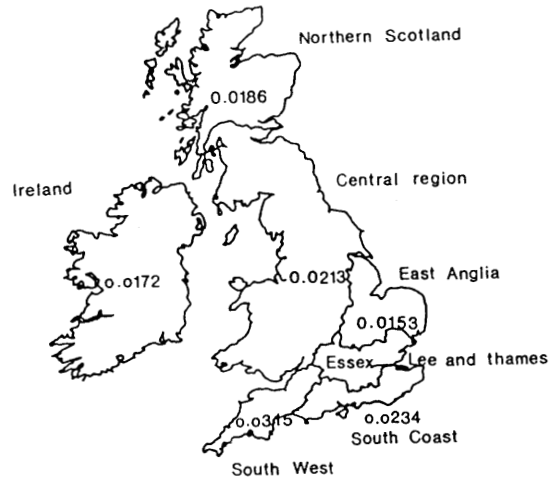 Northern Scotland
0.0186
Ireland
Central region
0.0172
0.0213
East Anglia
0.0153
Essex
Lee and thames
0.0315
0.0234
South Coast
South West